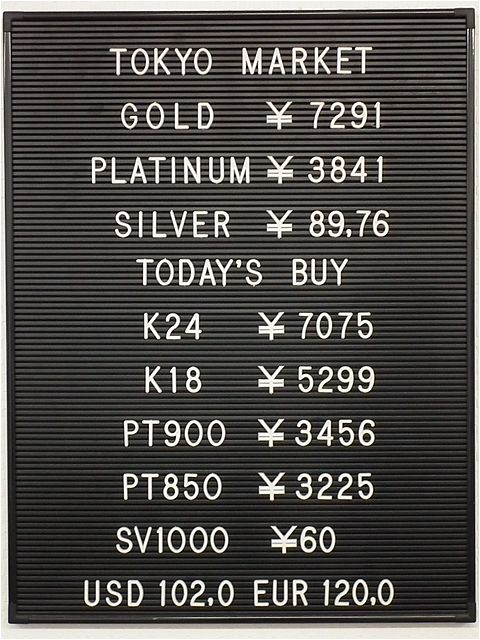 TOKYO MARKET
GOLD ¥ 7291
PLATINUM ¥ 3841
SILVER ¥ 89,76
TODAY'S BUY
K24 ¥ 7075
K18 ¥ 5299
PT900 ¥ 3456
PT850 ¥ 3225
SV1000 ¥60
USD 102,0 EUR 120,0